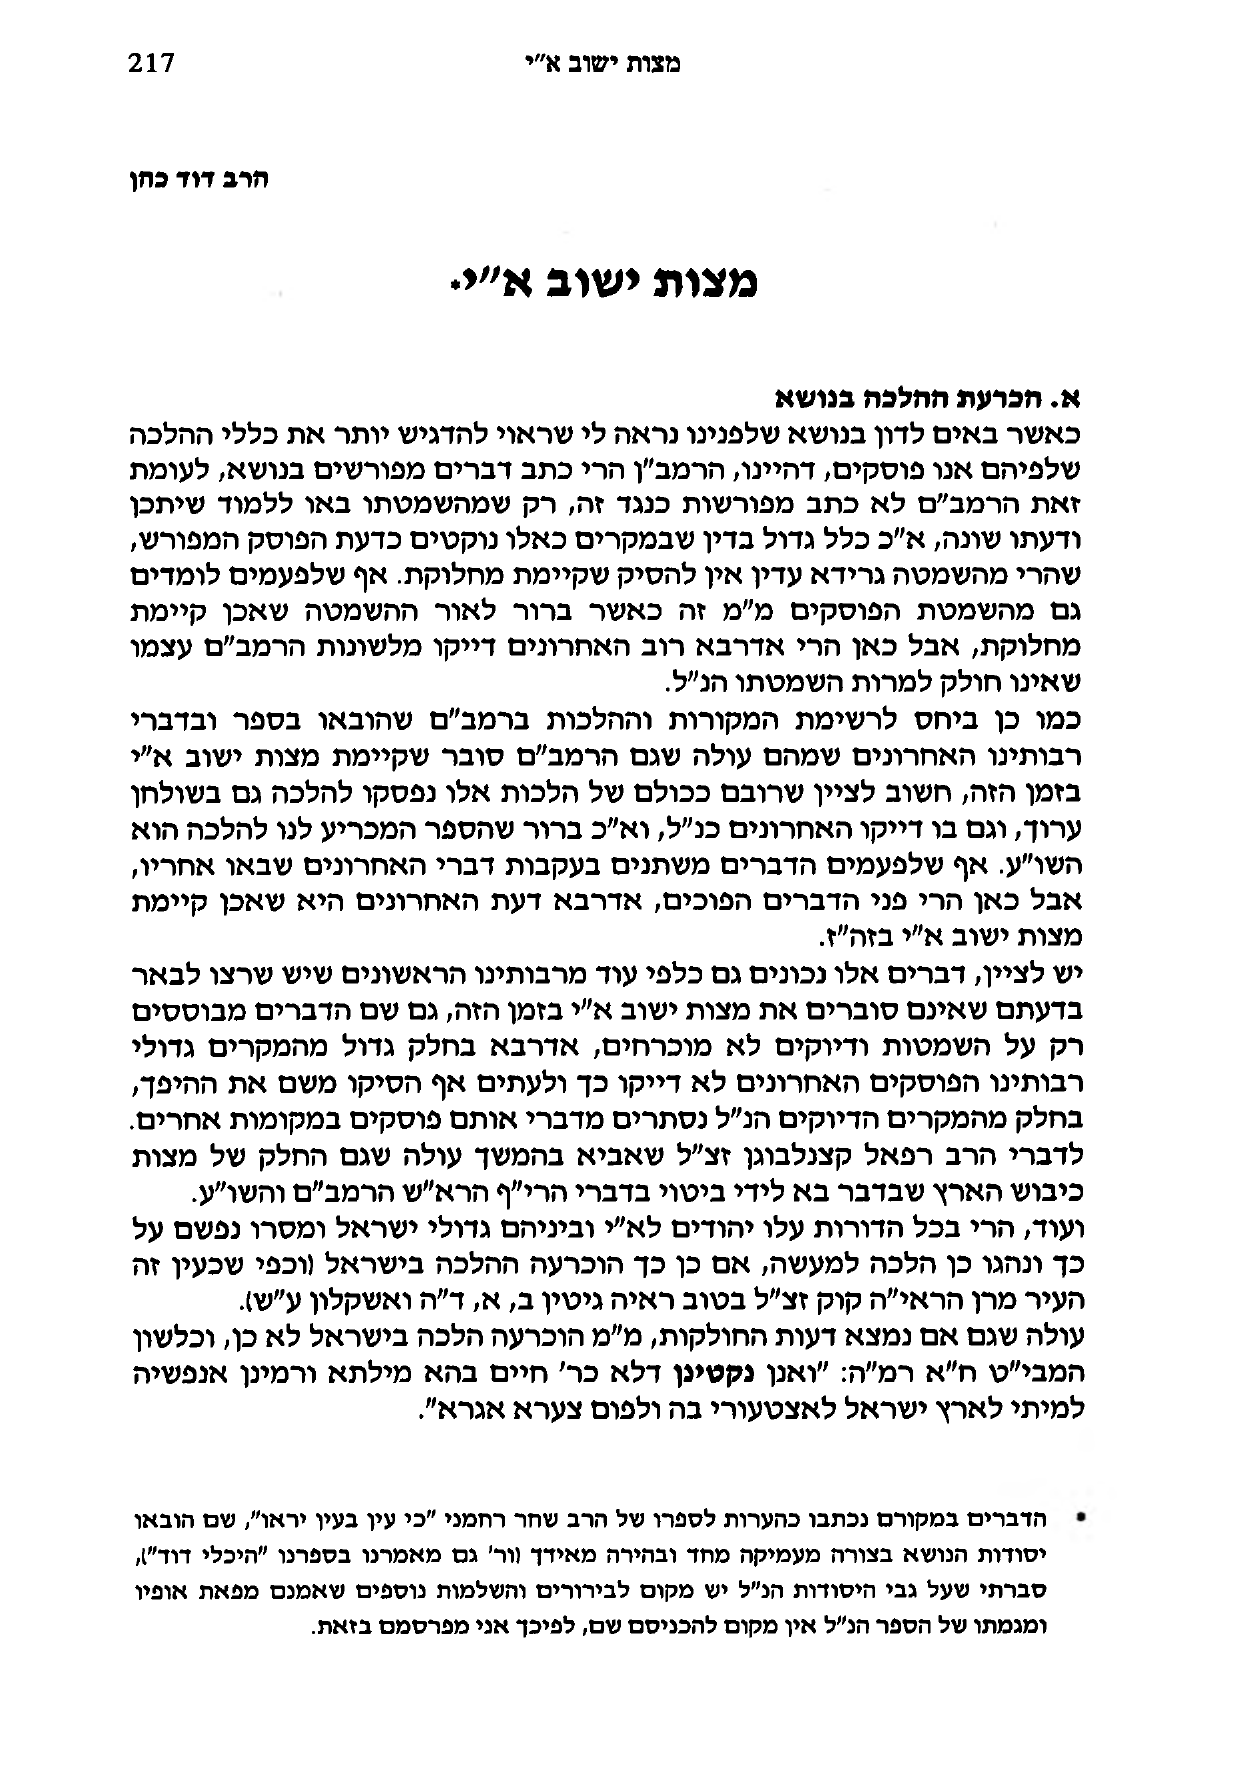 מצות ישוב א"י 217
הרב דוד כהן
מצות ישוב א"י*
א. הכרעת ההלכה בנושא
כאשר באים לדון בנושא שלפנינו נראה לי שראוי להדגיש יותר את כללי ההלכה
שלפיהם אנו פוסקים, דהיינו, הרמב"ן הרי כתב דברים מפורשים בנושא, לעומת
זאת הרמב"ם לא כתב מפורשות כנגד זה, רק שמהשמטתו באו ללמוד שיתכן
ודעתו שונה, א"כ כלל גדול בדין שבמקרים כאלו נוקטים כדעת הפוסק המפורש,
שהרי מהשמטה גרידא עדין אין להסיק שקיימת מחלוקת. אף שלפעמים לומדים
גם מהשמטת הפוסקים מ"מ זה כאשר ברור לאור ההשמטה שאכן קיימת
מחלוקת, אבל כאן הרי אדרבא רוב האחרונים דייקו מלשונות הרמב"ם עצמו
שאינו חולק למרות השמטתו הנ"ל.
כמו כן ביחס לרשימת המקורות וההלכות ברמב"ם שהובאו בספר ובדברי
רבותינו האחרונים שמהם עולה שגם הרמב"ם סובר שקיימת מצות ישוב א"י
בזמן הזה, חשוב לציין שרובם ככולם של הלכות אלו נפסקו להלכה גם בשולחן
ערוך, וגם בו דייקו האחרונים כנ"ל, וא"כ ברור שהספר המכריע לנו להלכה הוא
השו"ע. אף שלפעמים הדברים משתנים בעקבות דברי האחרונים שבאו אחריו,
אבל כאן הרי פני הדברים הפוכים, אדרבא דעת האחרונים היא שאכן קיימת
מצות ישוב א"י בזה"ז.
יש לציין, דברים אלו נכונים גם כלפי עוד מרבותינו הראשונים שיש שרצו לבאר
בדעתם שאינם סוברים את מצות ישוב א"י בזמן הזה, גם שם הדברים מבוססים
רק על השמטות ודיוקים לא מוכרחים, אדרבא בחלק גדול מהמקרים גדולי
רבותינו הפוסקים האחרונים לא דייקו כך ולעתים אף הסיקו משם את ההיפך,
בחלק מהמקרים הדיוקים הנ"ל נסתרים מדברי אותם פוסקים במקומות אחרים.
לדברי הרב רפאל קצנלבוגן זצ"ל שאביא בהמשך עולה שגם החלק של מצות
כיבוש הארץ שבדבר בא לידי ביטוי בדברי הרי"ף הרא"ש הרמב"ם והשו"ע.
ועוד, הרי בכל הדורות עלו יהודים לא"י וביניהם גדולי ישראל ומסרו נפשם על
כך ונהגו כן הלכה למעשה, אם כן כך הוכרעה ההלכה בישראל (וכפי שכעין זה
העיר מרן הראי"ה קוק זצ"ל בטוב ראיה גיטין ב, א, ד"ה ואשקלון ע"ש).
עולה שגם אם נמצא דעות החולקות, מ"מ הוכרעה הלכה בישראל לא כן, וכלשון
המבי"ט ח"א רמ"ה: "ואנן נקטינן דלא כר' חיים בהא מילתא ורמינן אנפשיה
למיתי לארץ ישראל לאצטעורי בה ולפום צערא אגרא".
* הדברים במקורם נכתבו כהערות לספרו של הרב שחר רחמני "כי עין בעין יראו", שם הובאו
יסודות הנושא בצורה מעמיקה מחד ובהירה מאידך (ור' גם מאמרנו בספרנו "היכלי דוד"),
סברתי שעל גבי היסודות הנ"ל יש מקום לבירורים והשלמות נוספים שאמנם מפאת אופיו
ומגמתו של הספר הנ"ל אין מקום להכניסם שם, לפיכך אני מפרסמם בזאת.